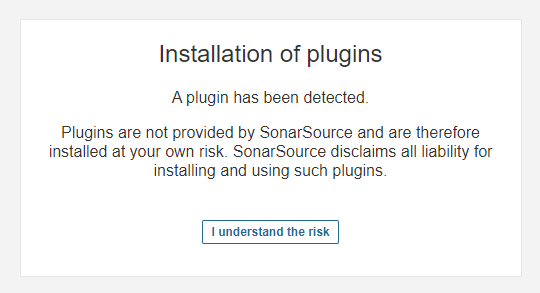 Installation of plugins
A plugin has been detected.
Plugins are not provided by SonarSource and are therefore
installed at your own risk. SonarSource disclaims all liability for
installing and using such plugins.
I understand the risk